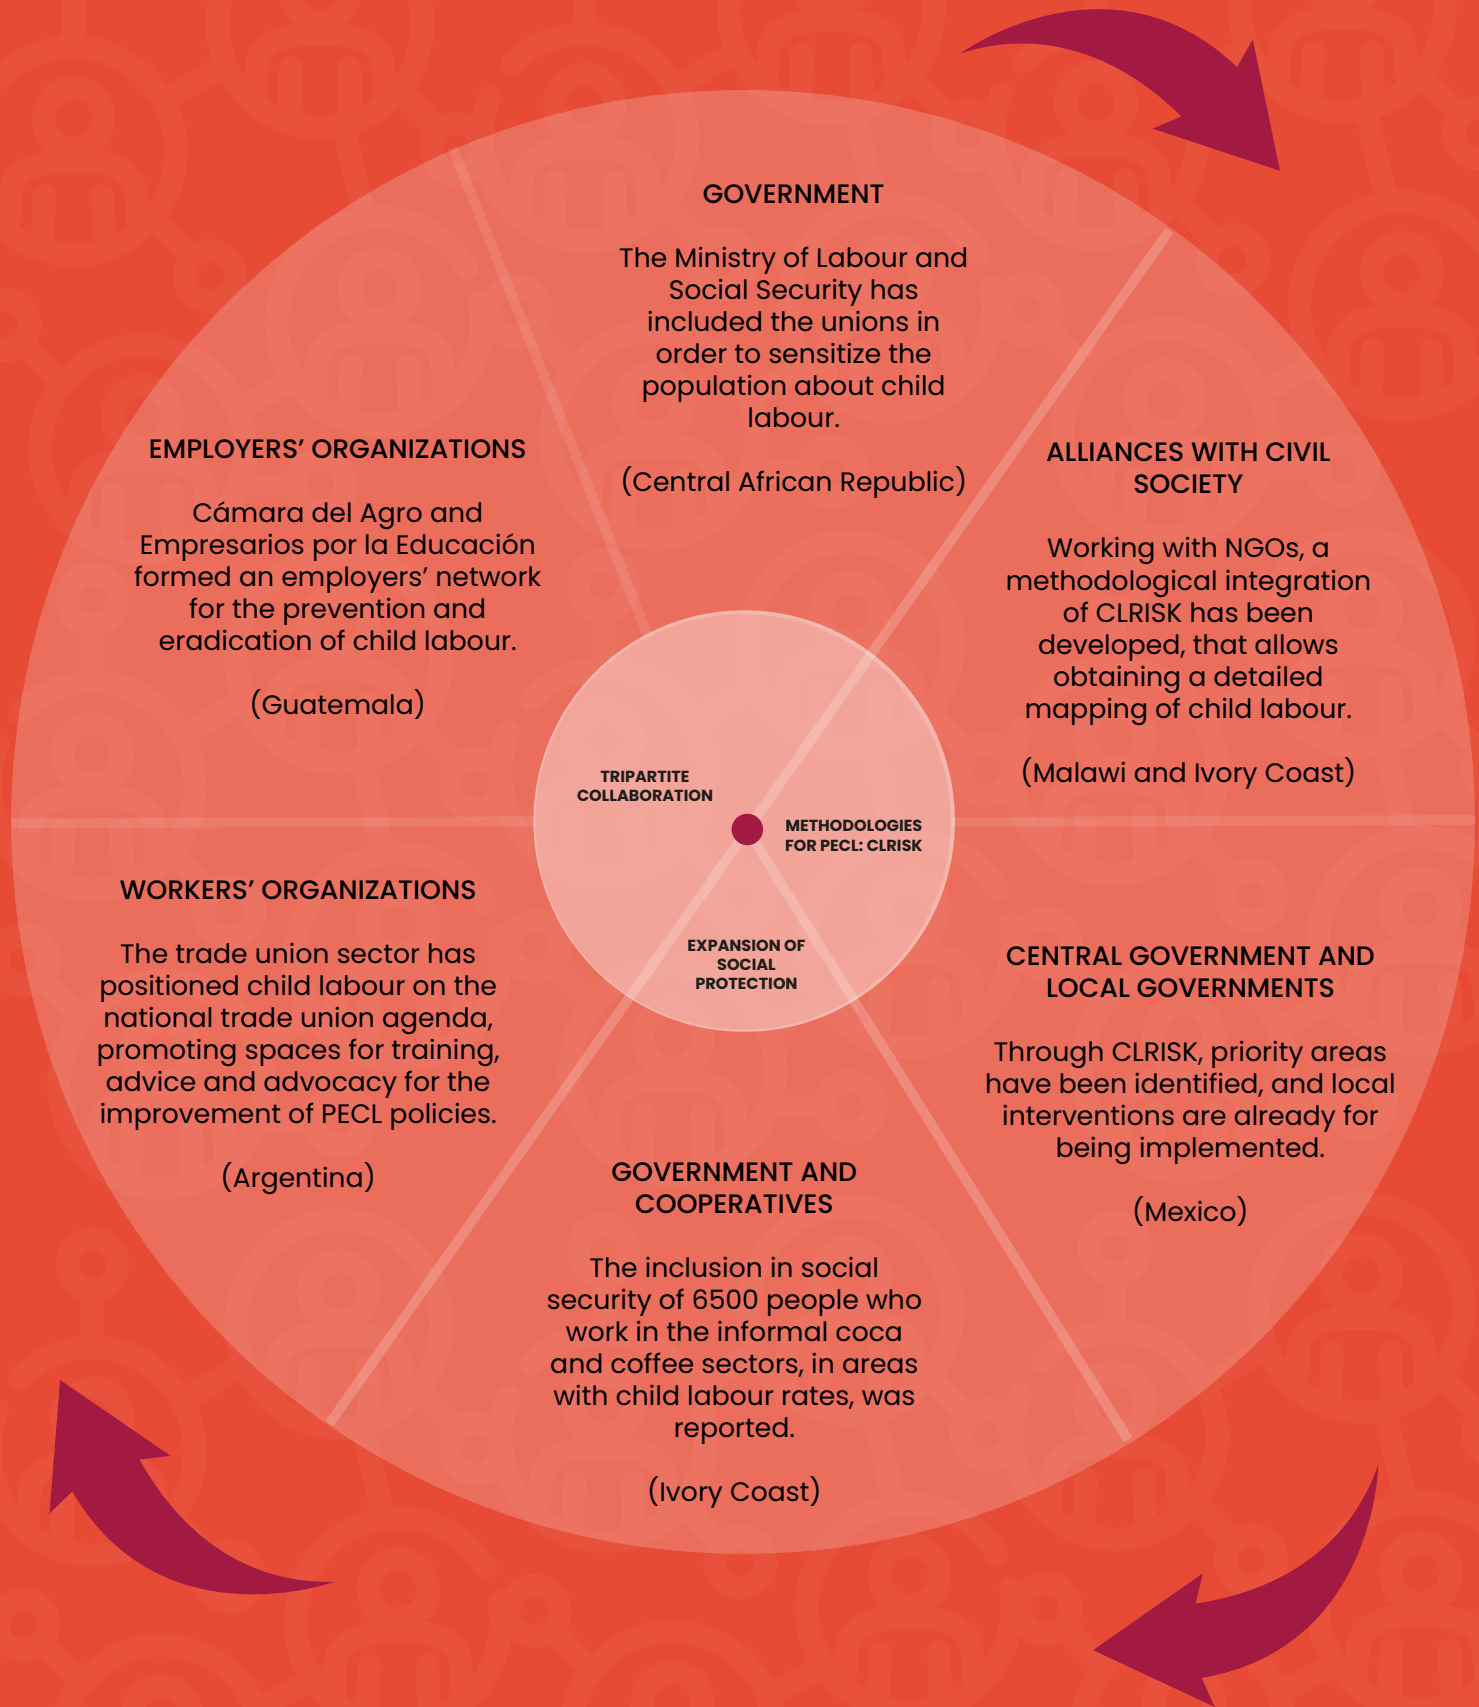 GOVERNMENT
The Ministry of Labour and
Social Security has
included the unions in
order to sensitize the
population about child
labour.
(Central African Republic)
ALLIANCES WITH CIVIL
SOCIETY
Working with NGOs, a
methodological integration
of CLRISK has been
developed, that allows
obtaining a detailed
mapping of child labour.
(Malawi and Ivory Coast)
CENTRAL GOVERNMENT AND
LOCAL GOVERNMENTS
Through CLRISK, priority areas
have been identified, and local
interventions are already for
being implemented.
(Mexico)
GOVERNMENT AND
COOPERATIVES
The inclusion in social
security of 6500 people who
work in the informal coca
and coffee sectors, in areas
with child labour rates, was
reported.
(Ivory Coast)
WORKERS’ ORGANIZATIONS
The trade union sector has
positioned child labour on the
national trade union agenda,
promoting spaces for training,
advice and advocacy for the
improvement of PECL policies.
(Argentina)
EMPLOYERS’ ORGANIZATIONS
Cámara del Agro and
Empresarios por la Educación
formed an employers’ network
for the prevention and
eradication of child labour.
(Guatemala)
TRIPARTITE
COLLABORATION
METHODOLOGIES
FOR PECL: CLRISK
EXPANSION OF
SOCIAL
PROTECTION